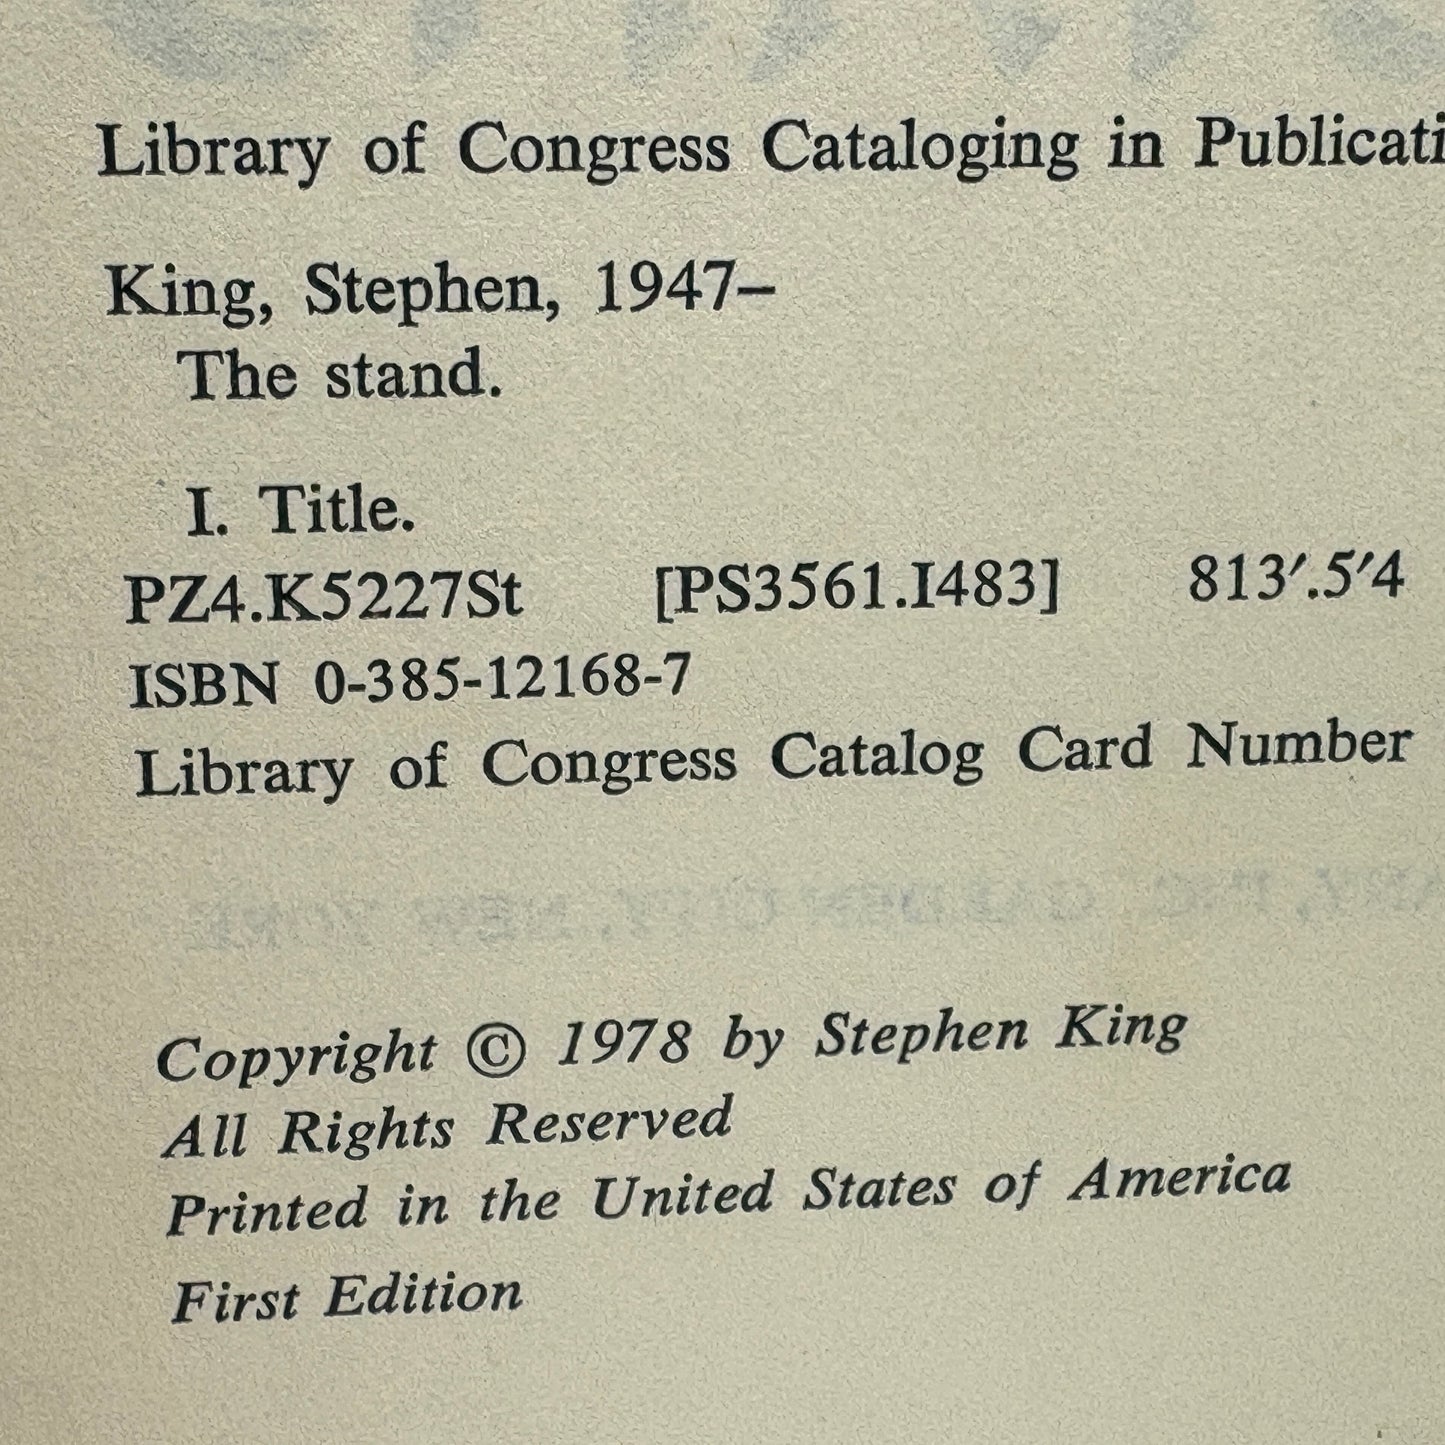 Library of Congress Cataloging in Publicati
King, Stephen, 1947–
The stand.
I. Title.
PZ4.K5227St [PS3561.I483] 813′.5′4
ISBN 0-385-12168-7
Library of Congress Catalog Card Number
Copyright © 1978 by Stephen King
All Rights Reserved
Printed in the United States of America
First Edition